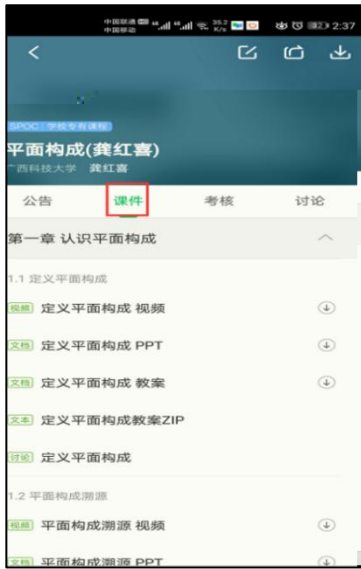 中国联通 HD 4G 4G 35.2 82 2:37
中国移动 K/s
SPOC 学校专有课程
平面构成(龚红喜)
广西科技大学 龚红喜
公告 课件 考核 讨论
第一章 认识平面构成
1.1 定义平面构成
视频 定义平面构成 视频
文档 定义平面构成 PPT
文档 定义平面构成 教案
文本 定义平面构成教案ZIP
讨论 定义平面构成
1.2 平面构成溯源
视频 平面构成溯源 视频
文档 平面构成溯源 PPT